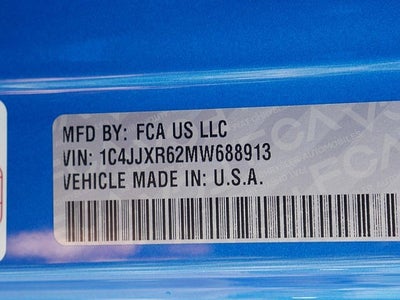 MFD BY: FCA US LLC
VIN: 1C4JJXR62MW688913
VEHICLE MADE IN: U.S.A.